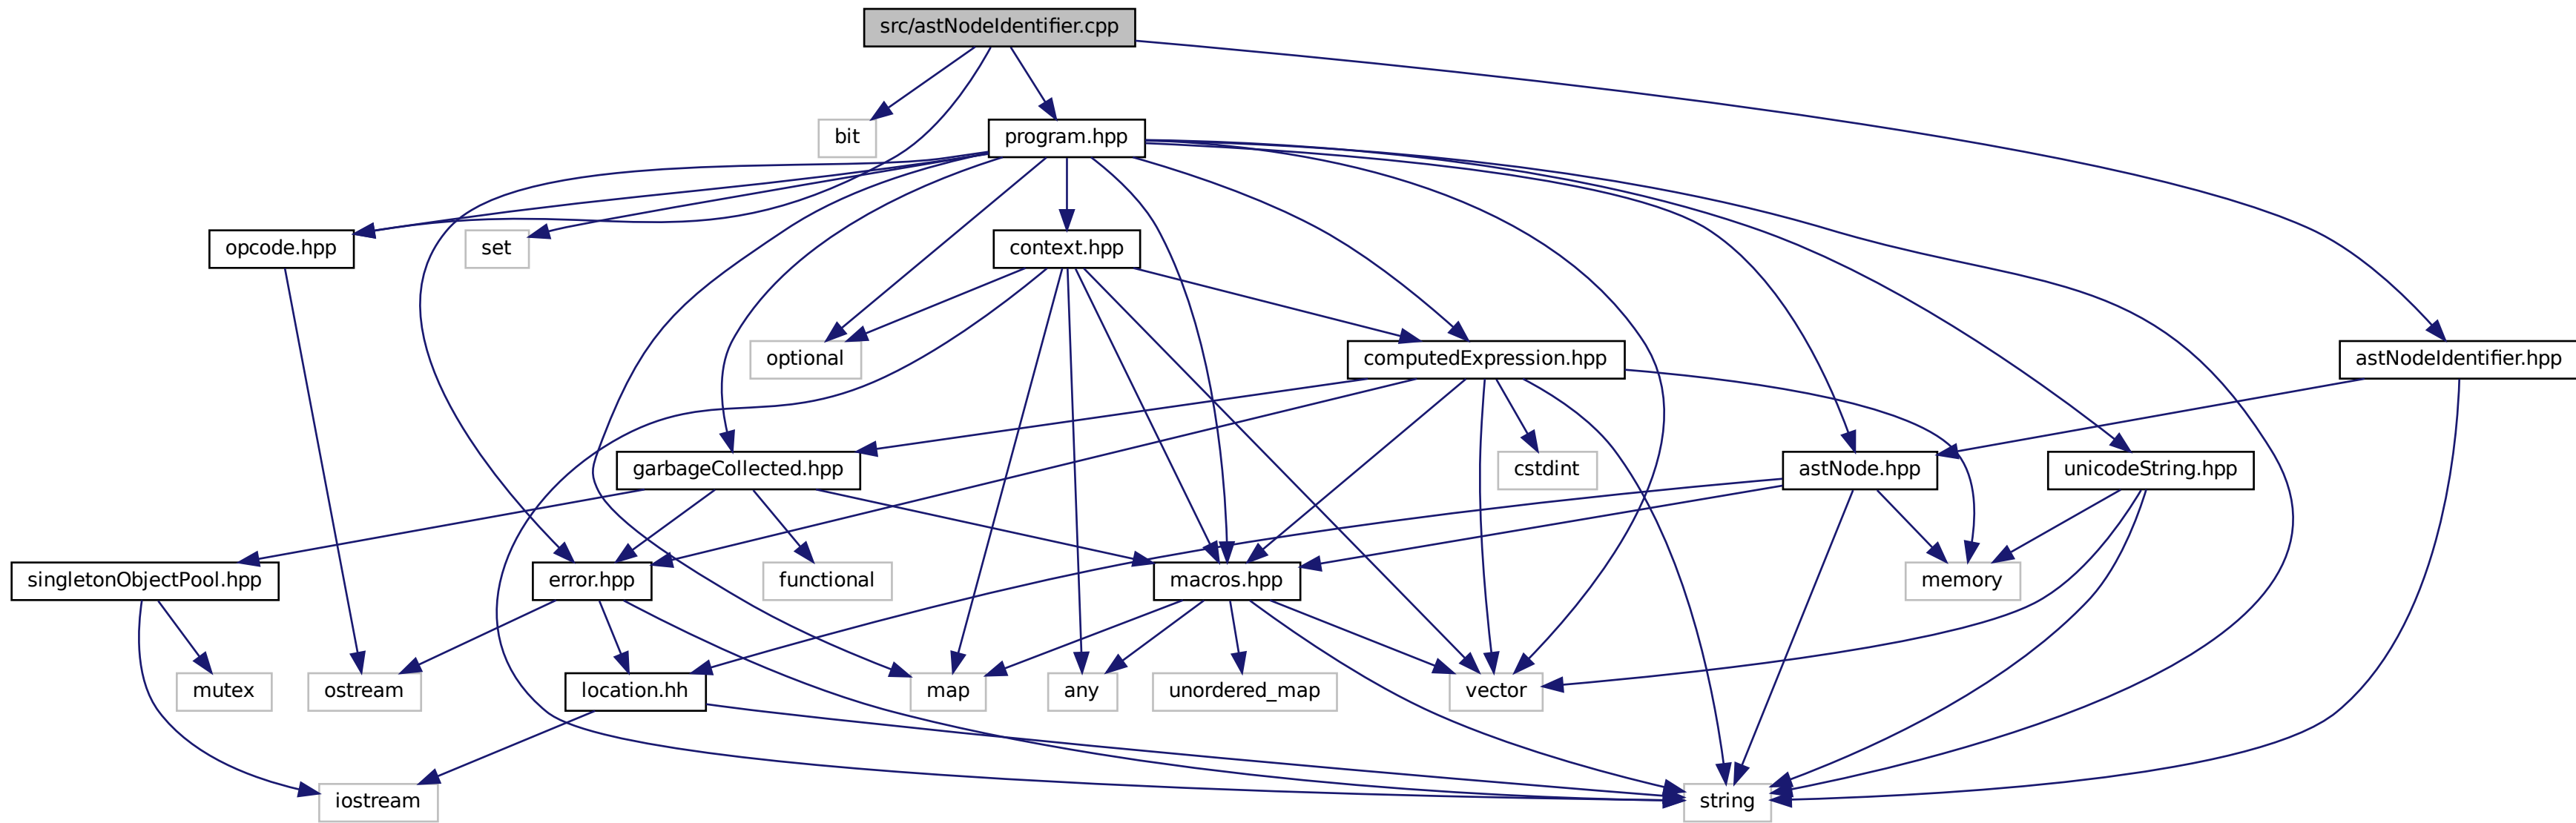 src/astNodeIdentifier.cpp
bit
program.hpp
opcode.hpp
set
context.hpp
optional
computedExpression.hpp
astNodeIdentifier.hpp
garbageCollected.hpp
cstdint
astNode.hpp
unicodeString.hpp
singletonObjectPool.hpp
error.hpp
functional
macros.hpp
memory
mutex
ostream
location.hh
map
any
unordered_map
vector
iostream
string